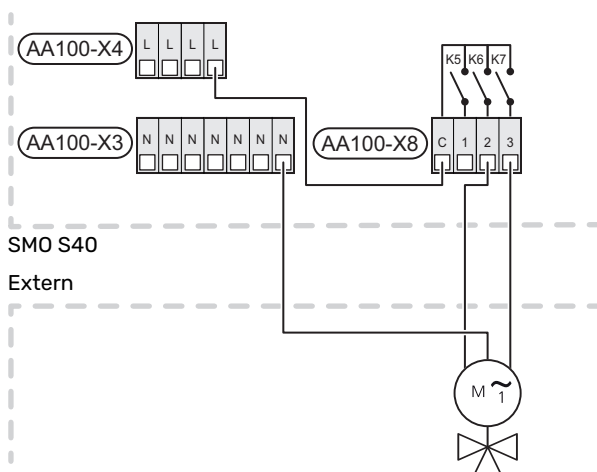 AA100-X4 L L L L
K5 K6 K7
AA100-X3 N N N N N N N
AA100-X8 C 1 2 3
SMO S40
Extern
M ~ 1